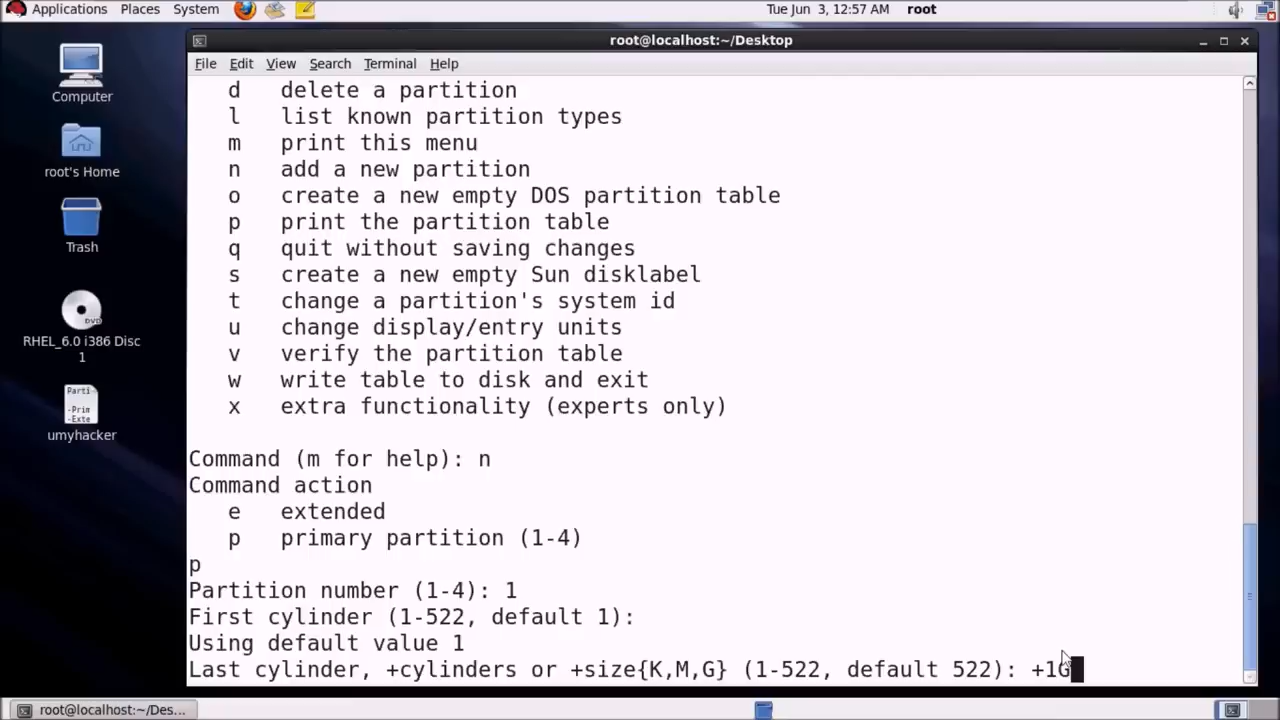 Applications Places System Tue Jun 3, 12:57 AM root
root@localhost:~/Desktop
File Edit View Search Terminal Help
Computer
root's Home
Trash
DVD
RHEL_6.0 i386 Disc
1
Parti
-Prim
-Exte
umyhacker
d delete a partition
l list known partition types
m print this menu
n add a new partition
o create a new empty DOS partition table
p print the partition table
q quit without saving changes
s create a new empty Sun disklabel
t change a partition's system id
u change display/entry units
v verify the partition table
w write table to disk and exit
x extra functionality (experts only)
Command (m for help): n
Command action
e extended
p primary partition (1-4)
p
Partition number (1-4): 1
First cylinder (1-522, default 1):
Using default value 1
Last cylinder, +cylinders or +size{K,M,G} (1-522, default 522): +1G
root@localhost:~/Des...